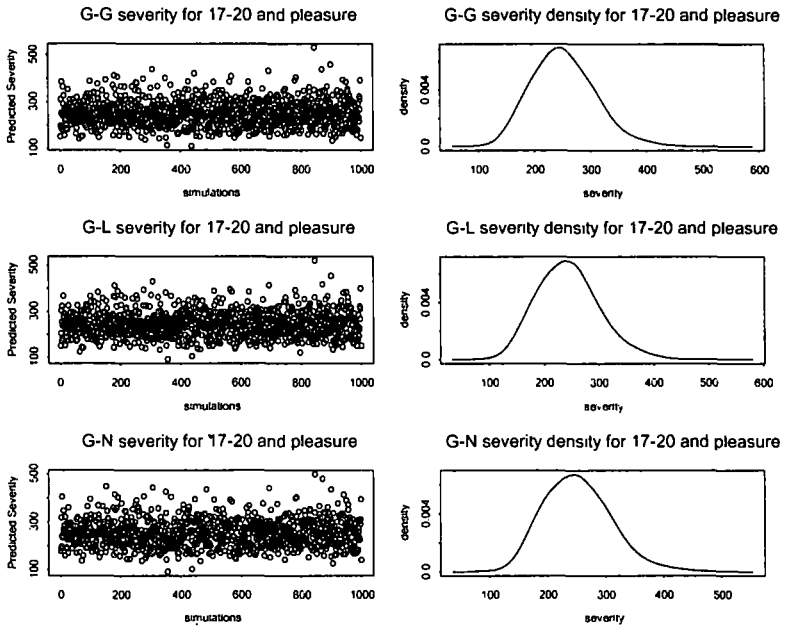 G-G severity for 17-20 and pleasure
Predicted Severity
100 300 500
0 200 400 600 800 1000
simulations
G-G severity density for 17-20 and pleasure
density
0.0 0.004
100 200 300 400 500 600
severity
G-L severity for 17-20 and pleasure
Predicted Severity
100 300 500
0 200 400 600 800 1000
simulations
G-L severity density for 17-20 and pleasure
density
0.0 0.004
100 200 300 400 500 600
severity
G-N severity for 17-20 and pleasure
Predicted Severity
100 300 500
0 200 400 600 800 1000
simulations
G-N severity density for 17-20 and pleasure
density
0.0 0.004
100 200 300 400 500
severity